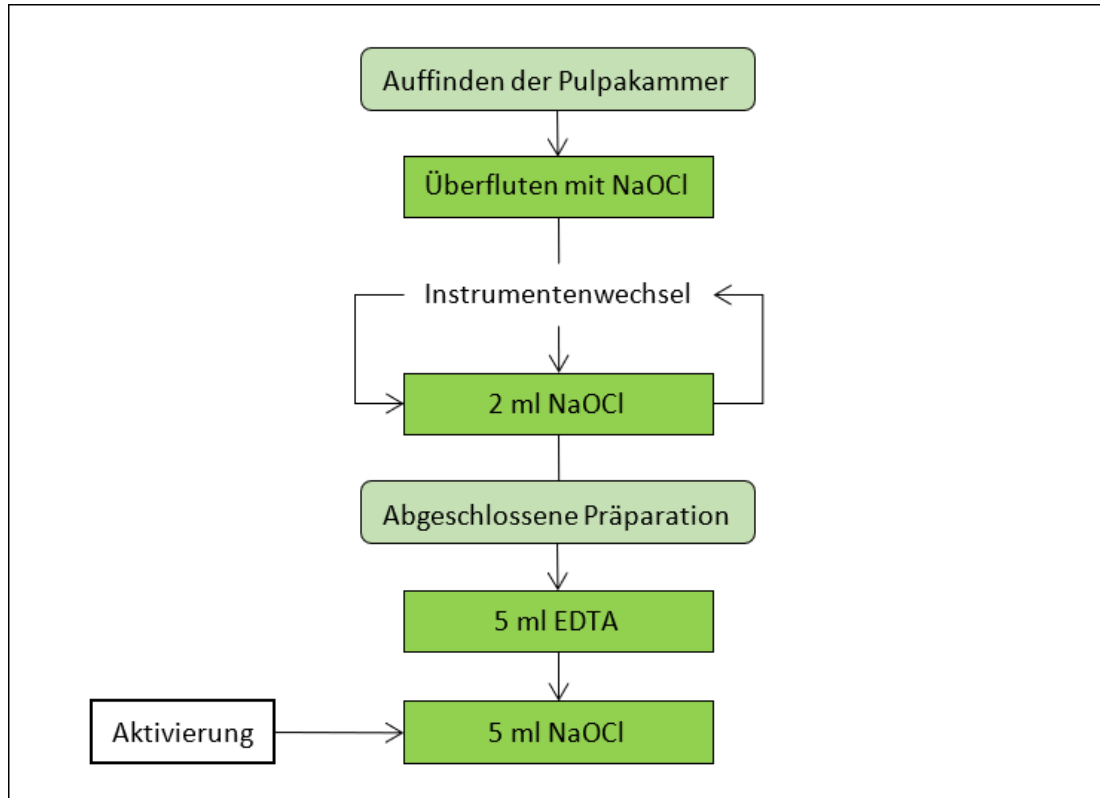 Auffinden der Pulpakammer
Überfluten mit NaOCl
Instrumentenwechsel
2 ml NaOCl
Abgeschlossene Präparation
5 ml EDTA
Aktivierung
5 ml NaOCl